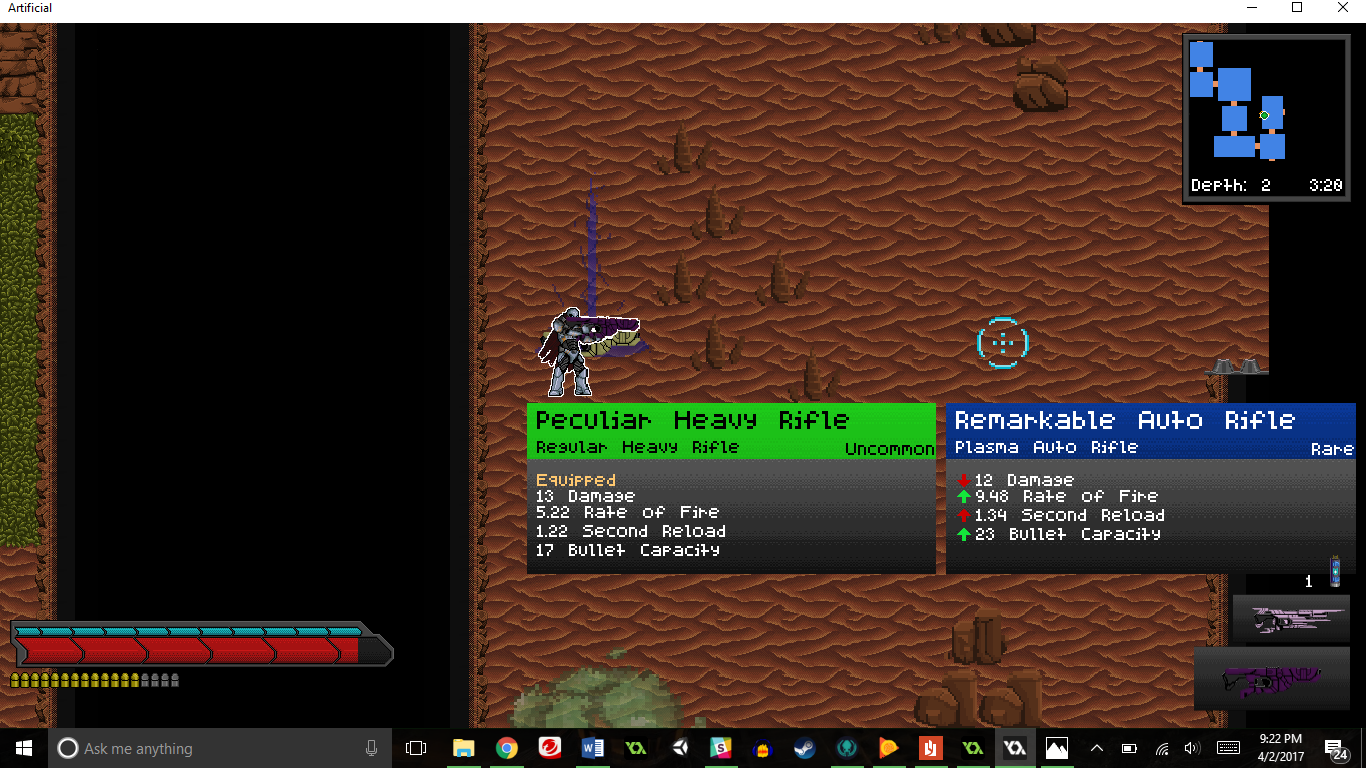 Artificial
Depth: 2 3:20
Peculiar Heavy Rifle
Regular Heavy Rifle Uncommon
Equipped
13 Damage
5.22 Rate of Fire
1.22 Second Reload
17 Bullet Capacity
Remarkable Auto Rifle
Plasma Auto Rifle Rare
12 Damage
9.48 Rate of Fire
1.34 Second Reload
23 Bullet Capacity
1
Ask me anything
9:22 PM
4/2/2017
24